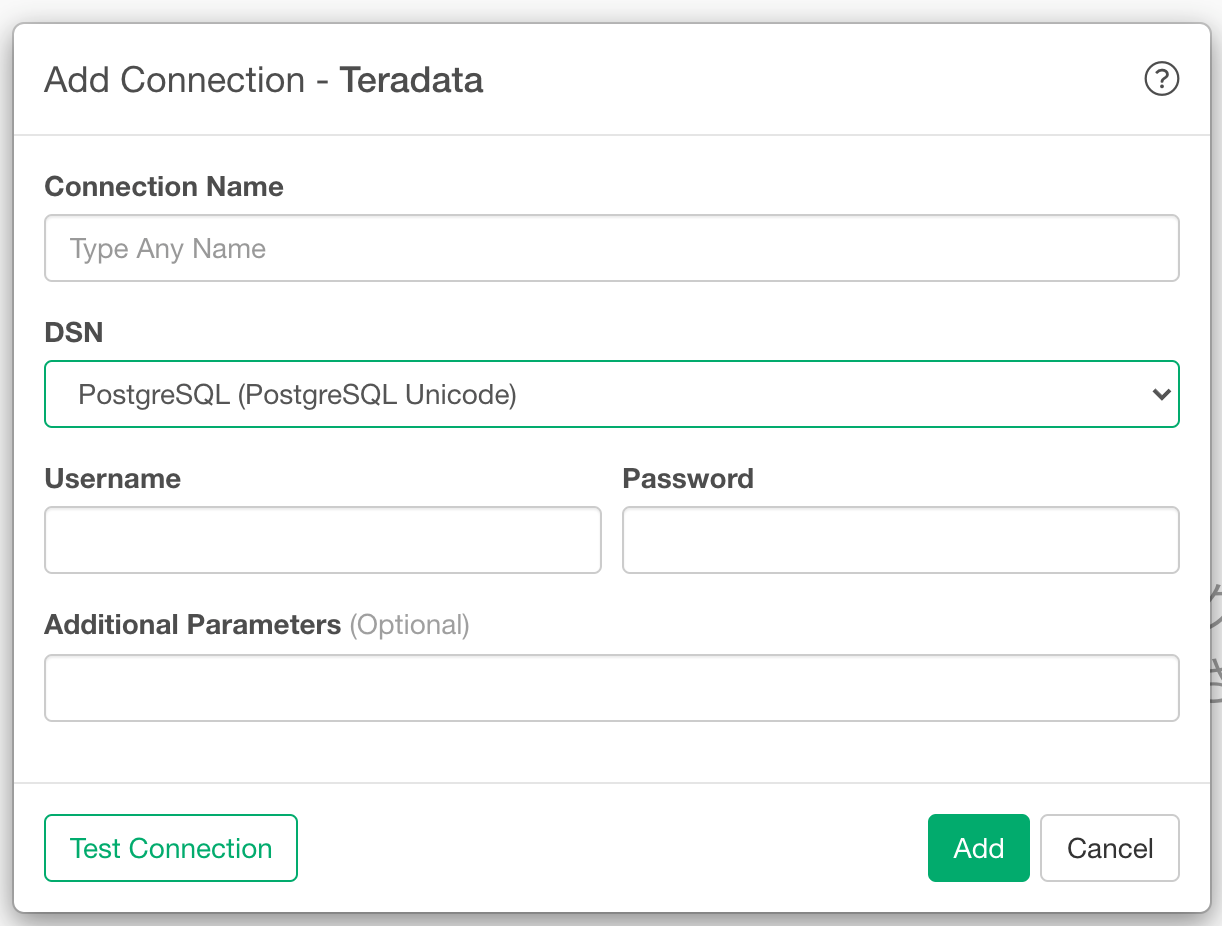 Add Connection - Teradata
?
Connection Name
Type Any Name
DSN
PostgreSQL (PostgreSQL Unicode)
Username Password
Additional Parameters (Optional)
Test Connection Add Cancel